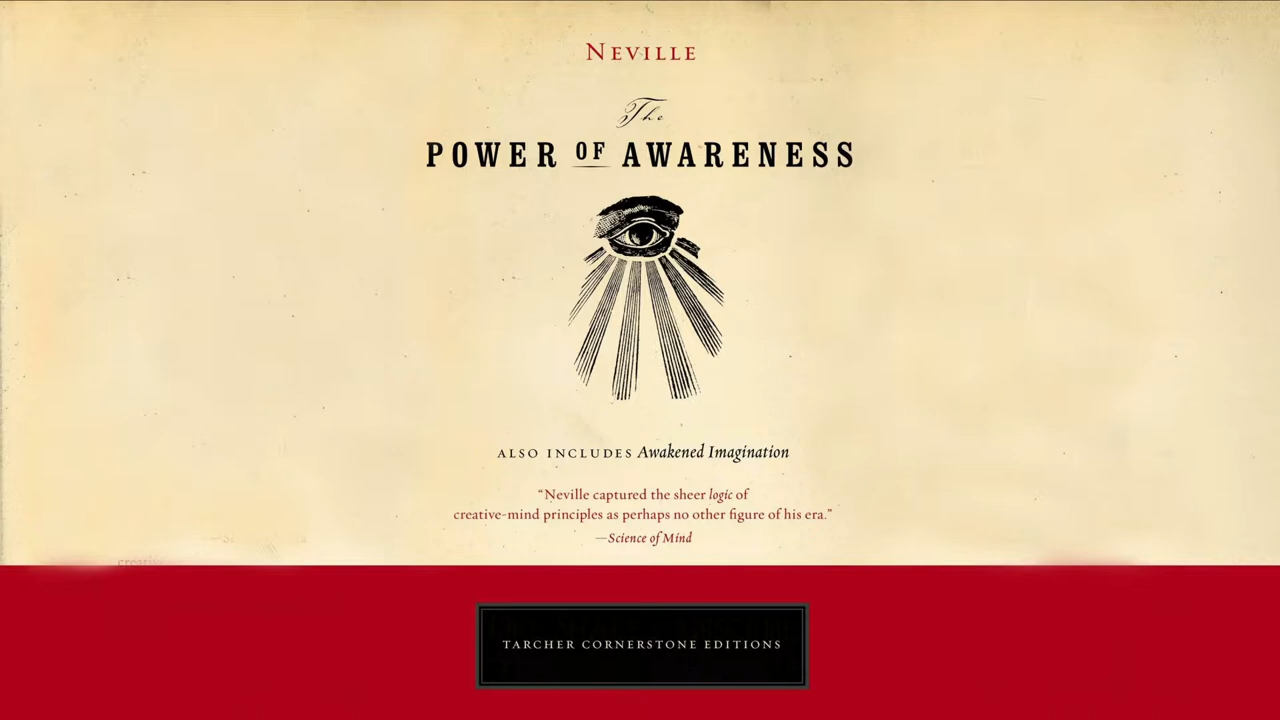 NEVILLE
The
POWER OF AWARENESS
ALSO INCLUDES Awakened Imagination
“Neville captured the sheer logic of
creative-mind principles as perhaps no other figure of his era.”
—Science of Mind
TARCHER CORNERSTONE EDITIONS